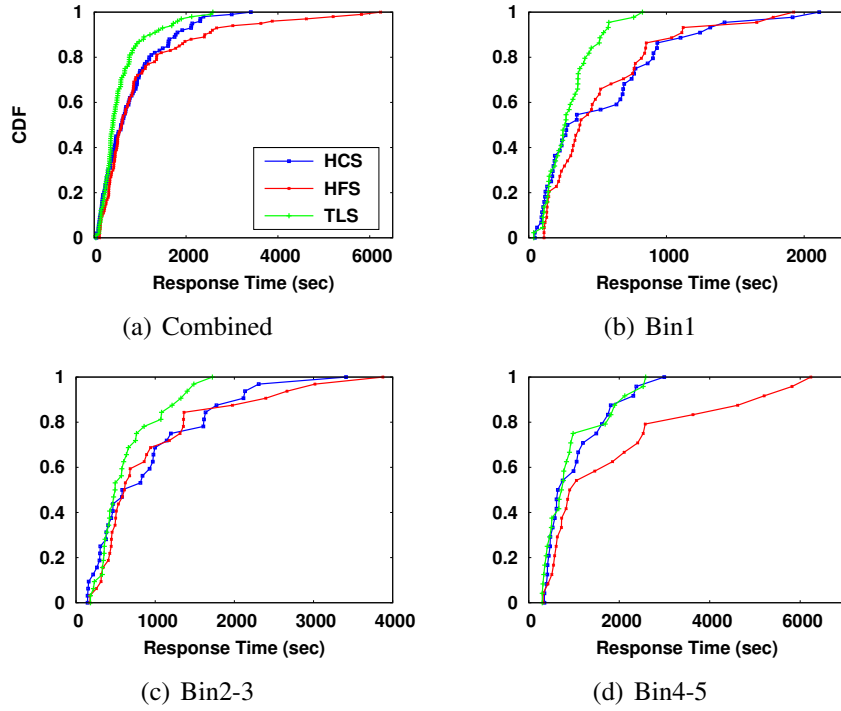 1
0.8
0.6
0.4
0.2
0
CDF
HCS
HFS
TLS
0 2000 4000 6000
Response Time (sec)
(a) Combined
1
0.8
0.6
0.4
0.2
0
0 1000 2000
Response Time (sec)
(b) Bin1
1
0.8
0.6
0.4
0.2
0
0 1000 2000 3000 4000
Response Time (sec)
(c) Bin2-3
1
0.8
0.6
0.4
0.2
0
0 2000 4000 6000
Response Time (sec)
(d) Bin4-5